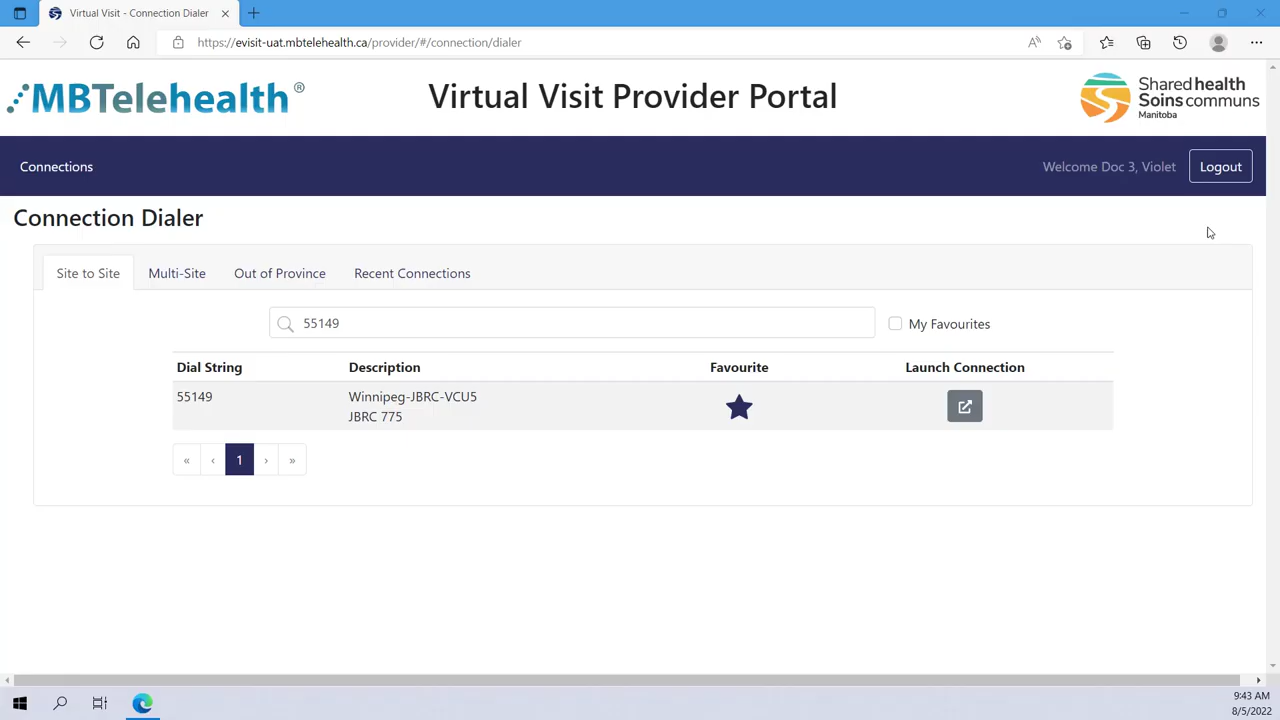 Virtual Visit - Connection Dialer
https://evisit-uat.mbtelehealth.ca/provider/#/connection/dialer
MBTelehealth®
Virtual Visit Provider Portal
Shared health
Soins communs
Manitoba
Connections
Welcome Doc 3, Violet
Logout
Connection Dialer
Site to Site
Multi-Site
Out of Province
Recent Connections
55149
My Favourites
Dial String
Description
Favourite
Launch Connection
55149
Winnipeg-JBRC-VCU5
JBRC 775
« ‹ 1 › »
9:43 AM
8/5/2022